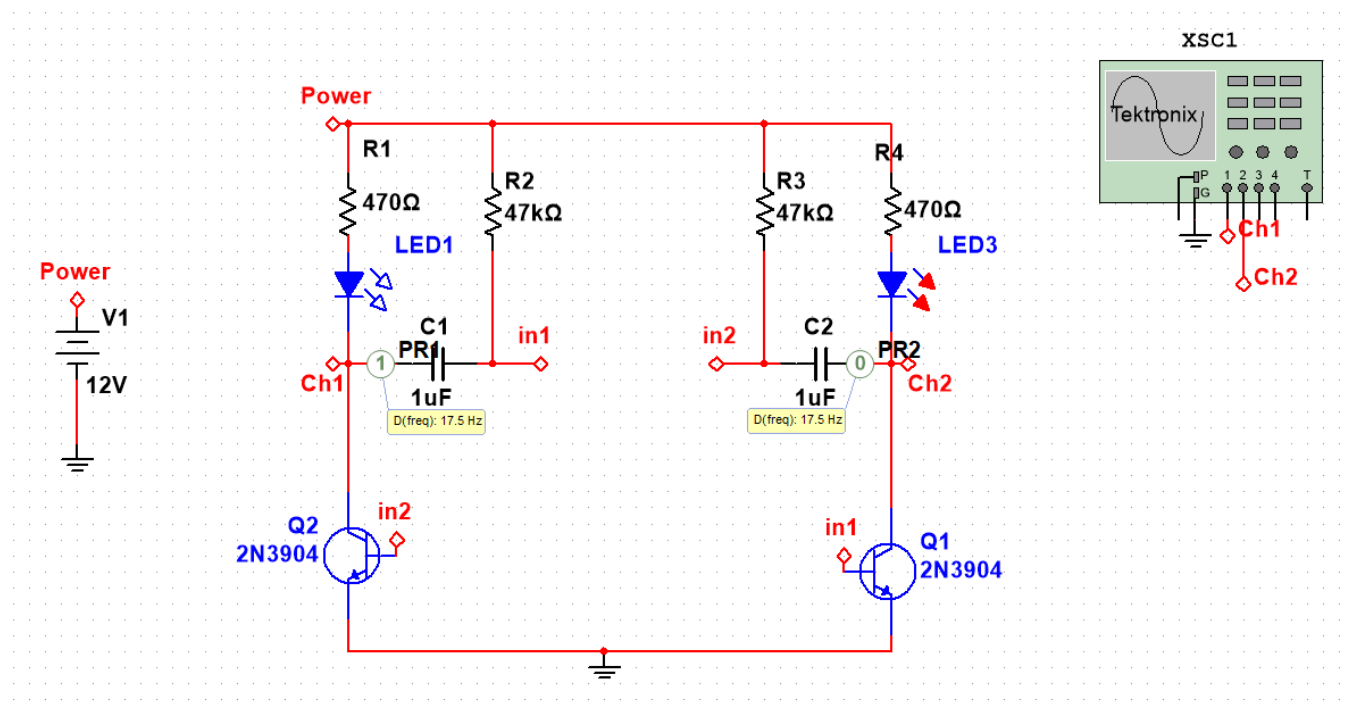 XSC1
Tektronix
P
G
1 2 3 4
T
Ch1
Ch2
Power
R1
470Ω
LED1
R2
47kΩ
R3
47kΩ
R4
470Ω
LED3
Power
V1
12V
Ch1
PR1
1
C1
1uF
in1
D(freq): 17.5 Hz
in2
C2
1uF
0
PR2
Ch2
D(freq): 17.5 Hz
Q2
2N3904
in2
in1
Q1
2N3904